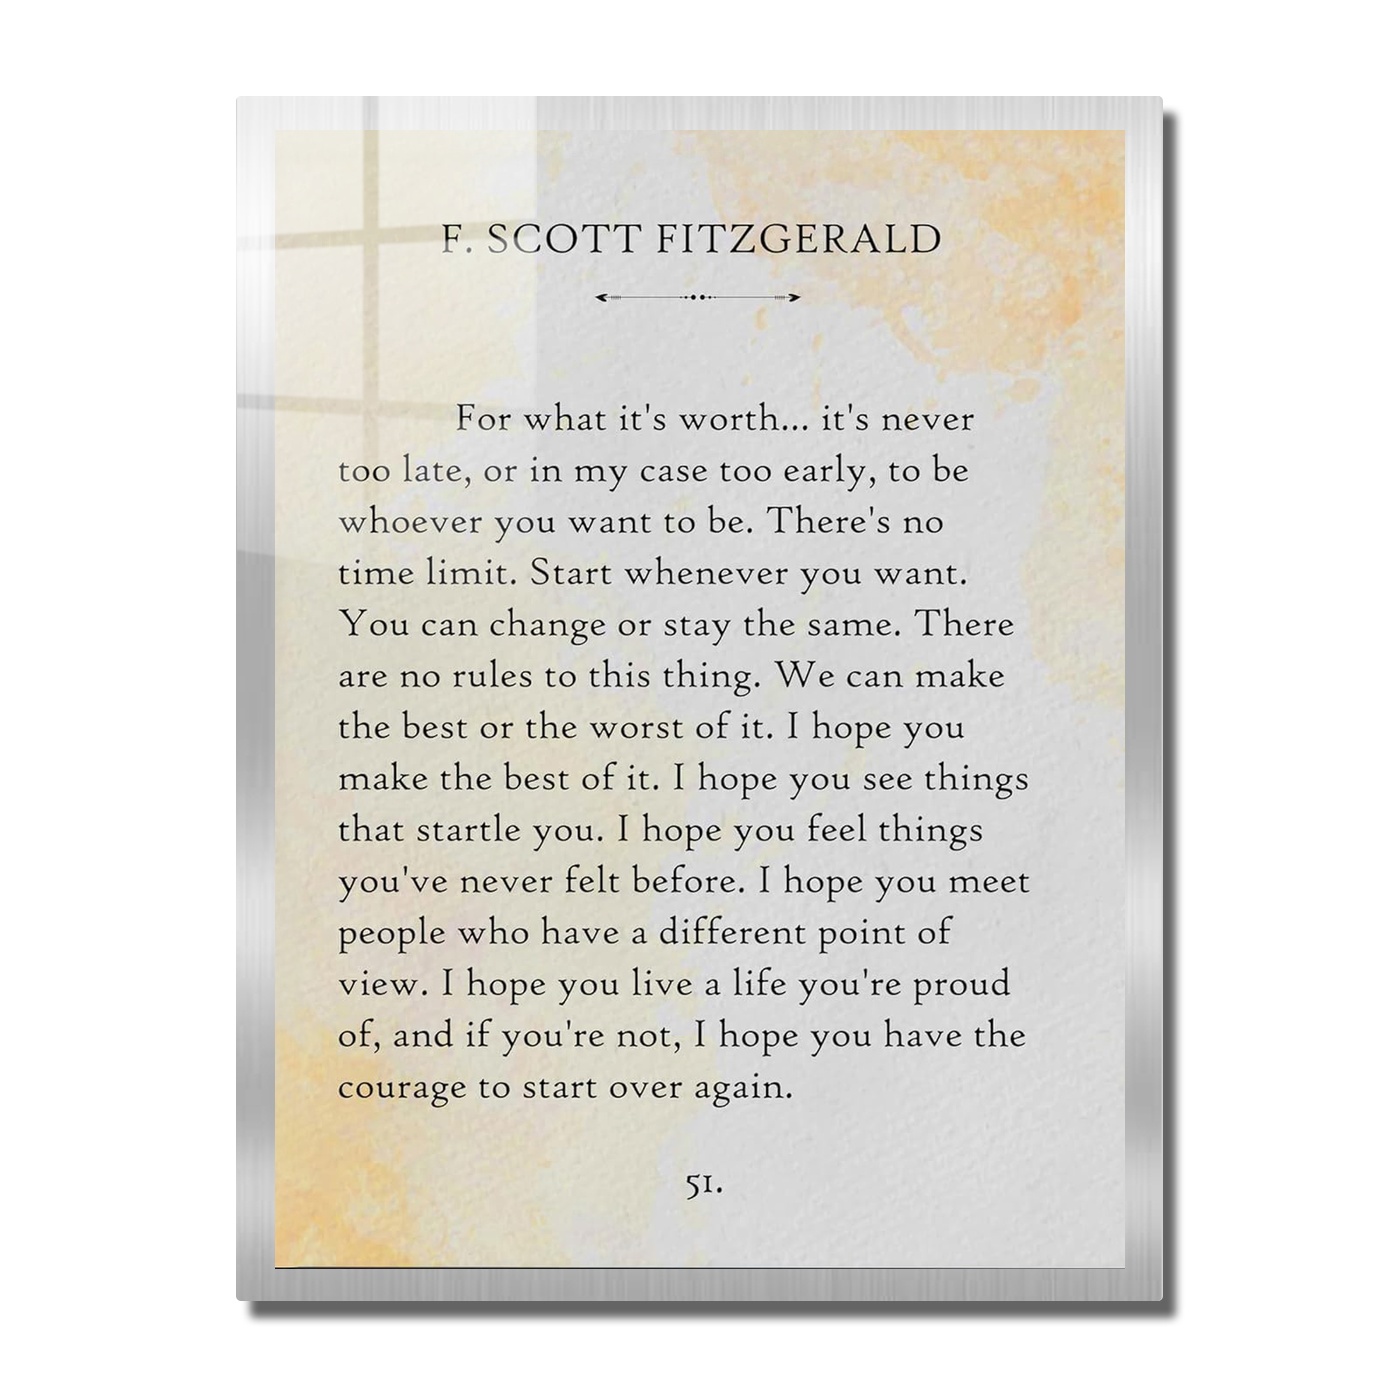 F. SCOTT FITZGERALD
For what it's worth... it's never
too late, or in my case too early, to be
whoever you want to be. There's no
time limit. Start whenever you want.
You can change or stay the same. There
are no rules to this thing. We can make
the best or the worst of it. I hope you
make the best of it. I hope you see things
that startle you. I hope you feel things
you've never felt before. I hope you meet
people who have a different point of
view. I hope you live a life you're proud
of, and if you're not, I hope you have the
courage to start over again.
51.